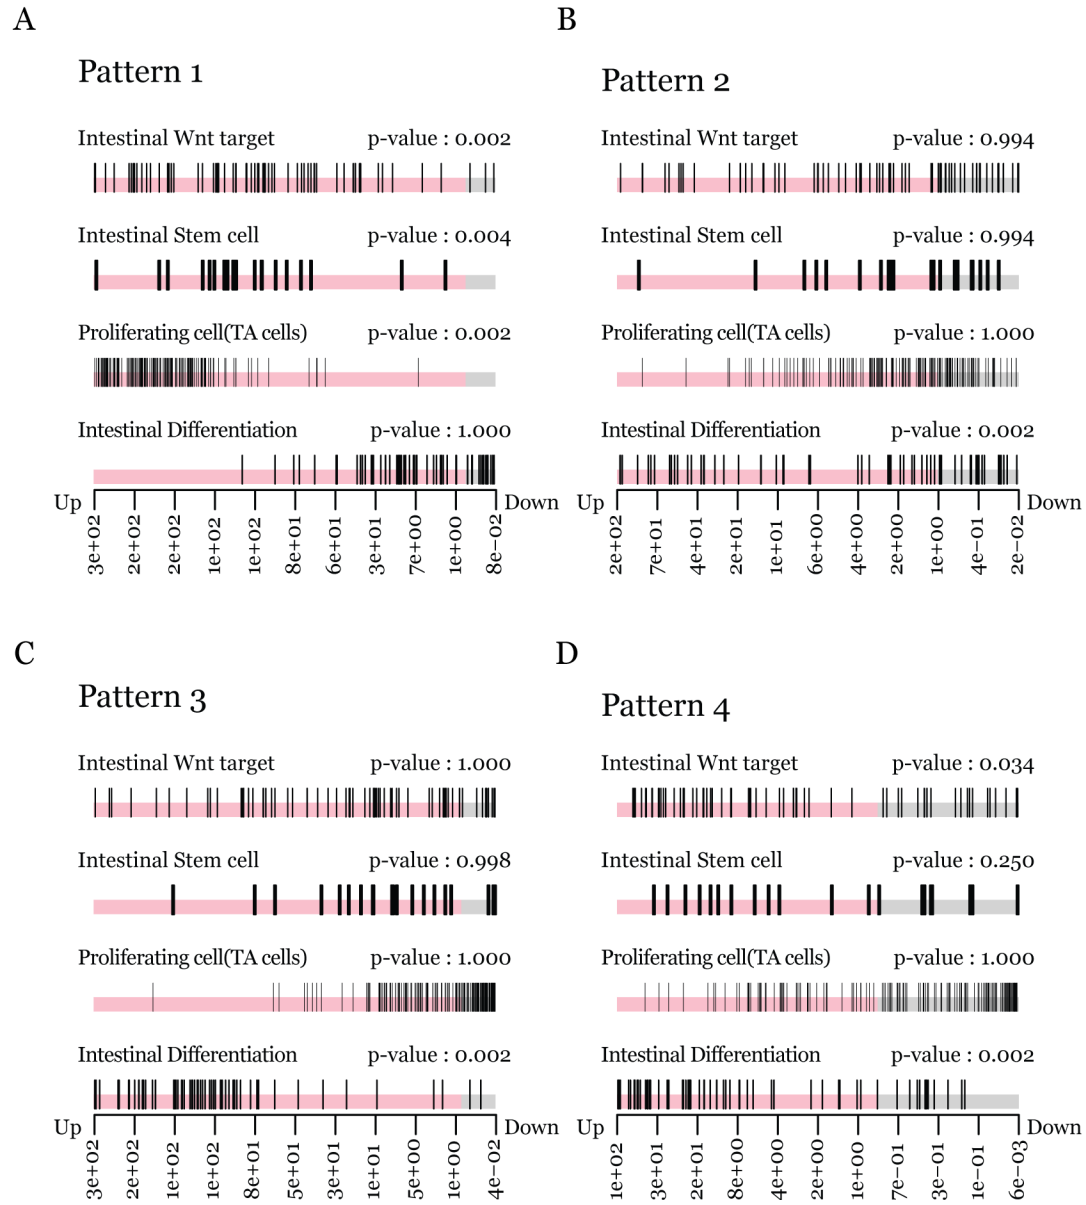 A
Pattern 1
Intestinal Wnt target p-value : 0.002
Intestinal Stem cell p-value : 0.004
Proliferating cell(TA cells) p-value : 0.002
Intestinal Differentiation p-value : 1.000
Up Down
3e+02 2e+02 2e+02 1e+02 1e+02 8e+01 6e+01 3e+01 7e+00 1e+00 8e−02
B
Pattern 2
Intestinal Wnt target p-value : 0.994
Intestinal Stem cell p-value : 0.994
Proliferating cell(TA cells) p-value : 1.000
Intestinal Differentiation p-value : 0.002
Up Down
2e+02 7e+01 4e+01 2e+01 1e+01 6e+00 4e+00 2e+00 1e+00 4e−01 2e−02
C
Pattern 3
Intestinal Wnt target p-value : 1.000
Intestinal Stem cell p-value : 0.998
Proliferating cell(TA cells) p-value : 1.000
Intestinal Differentiation p-value : 0.002
Up Down
3e+02 2e+02 1e+02 1e+02 8e+01 5e+01 3e+01 1e+01 5e+00 1e+00 4e−02
D
Pattern 4
Intestinal Wnt target p-value : 0.034
Intestinal Stem cell p-value : 0.250
Proliferating cell(TA cells) p-value : 1.000
Intestinal Differentiation p-value : 0.002
Up Down
1e+02 3e+01 2e+01 8e+00 4e+00 2e+00 1e+00 7e−01 3e−01 1e−01 6e−03